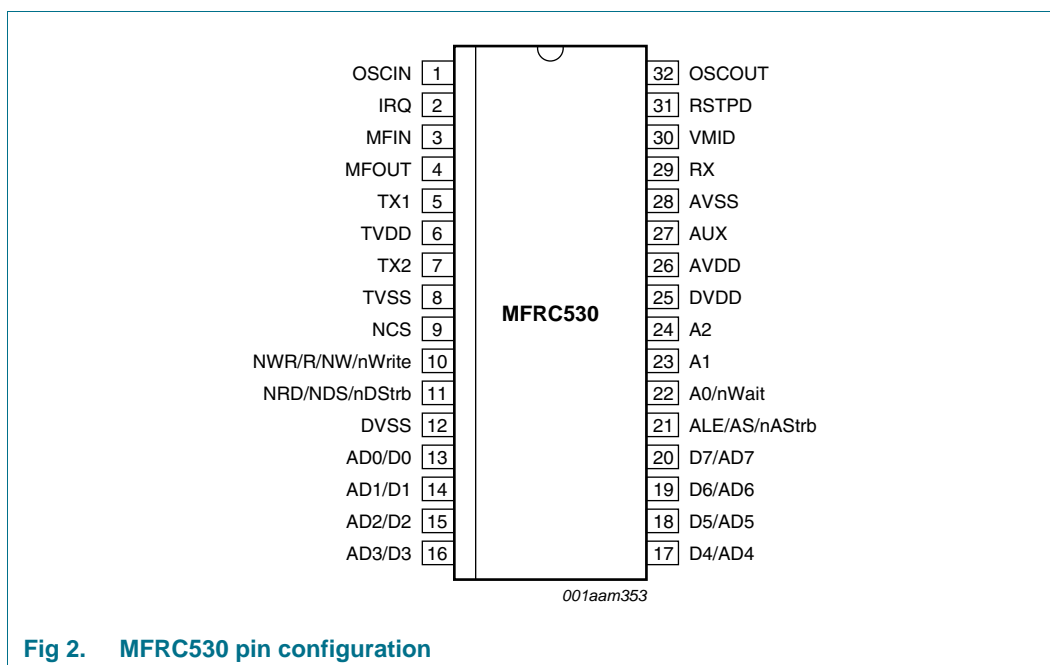 OSCIN 1 32 OSCOUT
IRQ 2 31 RSTPD
MFIN 3 30 VMID
MFOUT 4 29 RX
TX1 5 28 AVSS
TVDD 6 27 AUX
TX2 7 26 AVDD
TVSS 8 25 DVDD
MFRC530
NCS 9 24 A2
NWR/R/NW/nWrite 10 23 A1
NRD/NDS/nDStrb 11 22 A0/nWait
DVSS 12 21 ALE/AS/nAStrb
AD0/D0 13 20 D7/AD7
AD1/D1 14 19 D6/AD6
AD2/D2 15 18 D5/AD5
AD3/D3 16 17 D4/AD4
001aam353
Fig 2. MFRC530 pin configuration